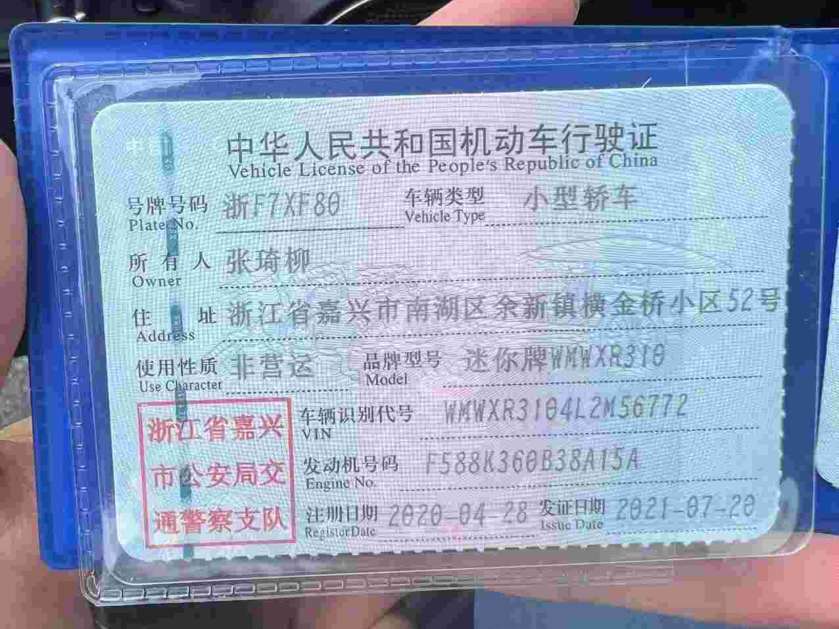 中华人民共和国机动车行驶证
Vehicle License of the People's Republic of China
号牌号码 浙F7XF80 车辆类型 小型轿车
Plate No. Vehicle Type
所有人 张琦柳
Owner
住址 浙江省嘉兴市南湖区余新镇横金桥小区52号
Address
使用性质 非营运 品牌型号 迷你牌WMWXR310
Use Character Model
浙江省嘉兴
市公安局交
通警察支队
车辆识别代号 WMWXR3104L2M56772
VIN
发动机号码 F588K360B38A15A
Engine No.
注册日期 2020-04-28 发证日期 2021-07-20
Register Date Issue Date